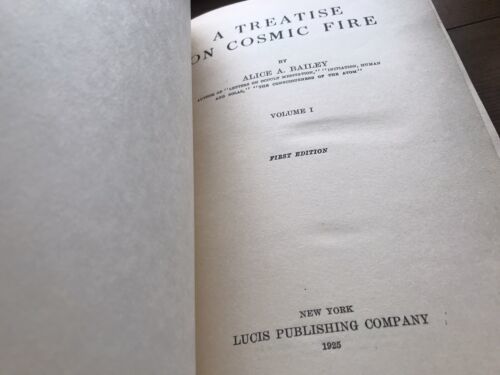 A TREATISE
ON COSMIC FIRE
BY
ALICE A. BAILEY
AUTHOR OF "LETTERS ON OCCULT MEDITATION," "INITIATION, HUMAN
AND SOLAR," "THE CONSCIOUSNESS OF THE ATOM."
VOLUME I
FIRST EDITION
NEW YORK
LUCIS PUBLISHING COMPANY
1925